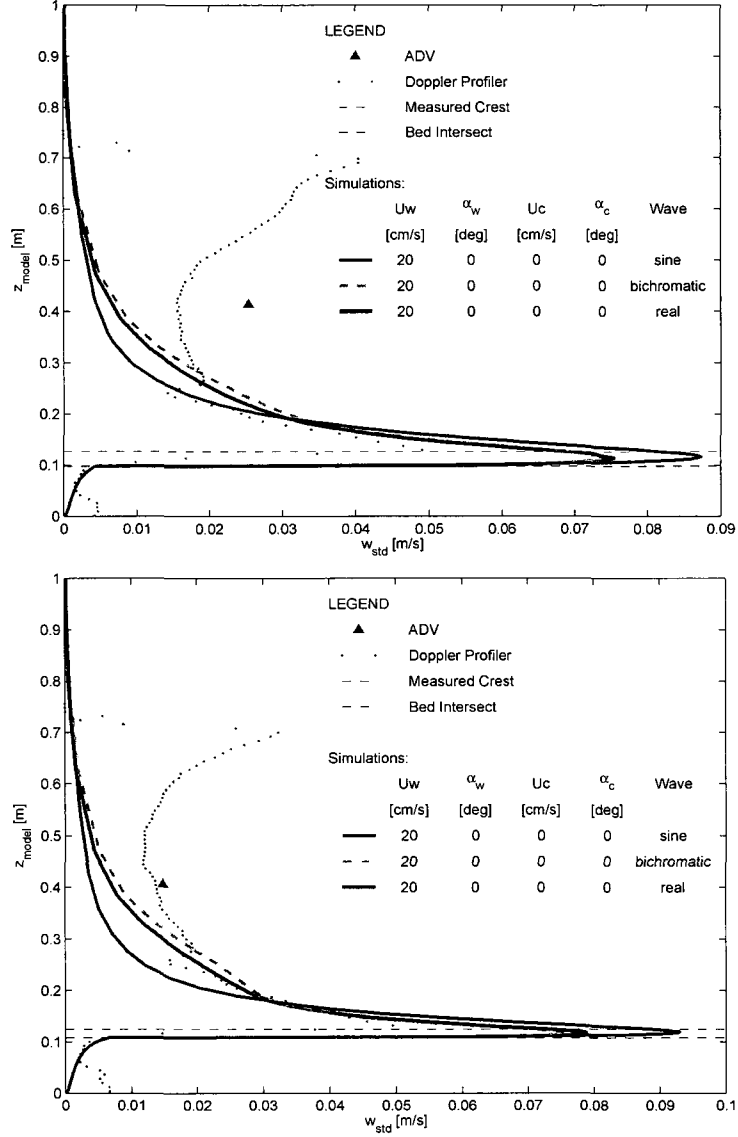 1
0.9
0.8
0.7
0.6
0.5
0.4
0.3
0.2
0.1
0
z_model [m]
LEGEND
ADV
Doppler Profiler
Measured Crest
Bed Intersect
Simulations:
Uw α_w Uc α_c Wave
[cm/s] [deg] [cm/s] [deg]
20 0 0 0 sine
20 0 0 0 bichromatic
20 0 0 0 real
0 0.01 0.02 0.03 0.04 0.05 0.06 0.07 0.08 0.09
w_std [m/s]
1
0.9
0.8
0.7
0.6
0.5
0.4
0.3
0.2
0.1
0
z_model [m]
LEGEND
ADV
Doppler Profiler
Measured Crest
Bed Intersect
Simulations:
Uw α_w Uc α_c Wave
[cm/s] [deg] [cm/s] [deg]
20 0 0 0 sine
20 0 0 0 bichromatic
20 0 0 0 real
0 0.01 0.02 0.03 0.04 0.05 0.06 0.07 0.08 0.09 0.1
w_std [m/s]